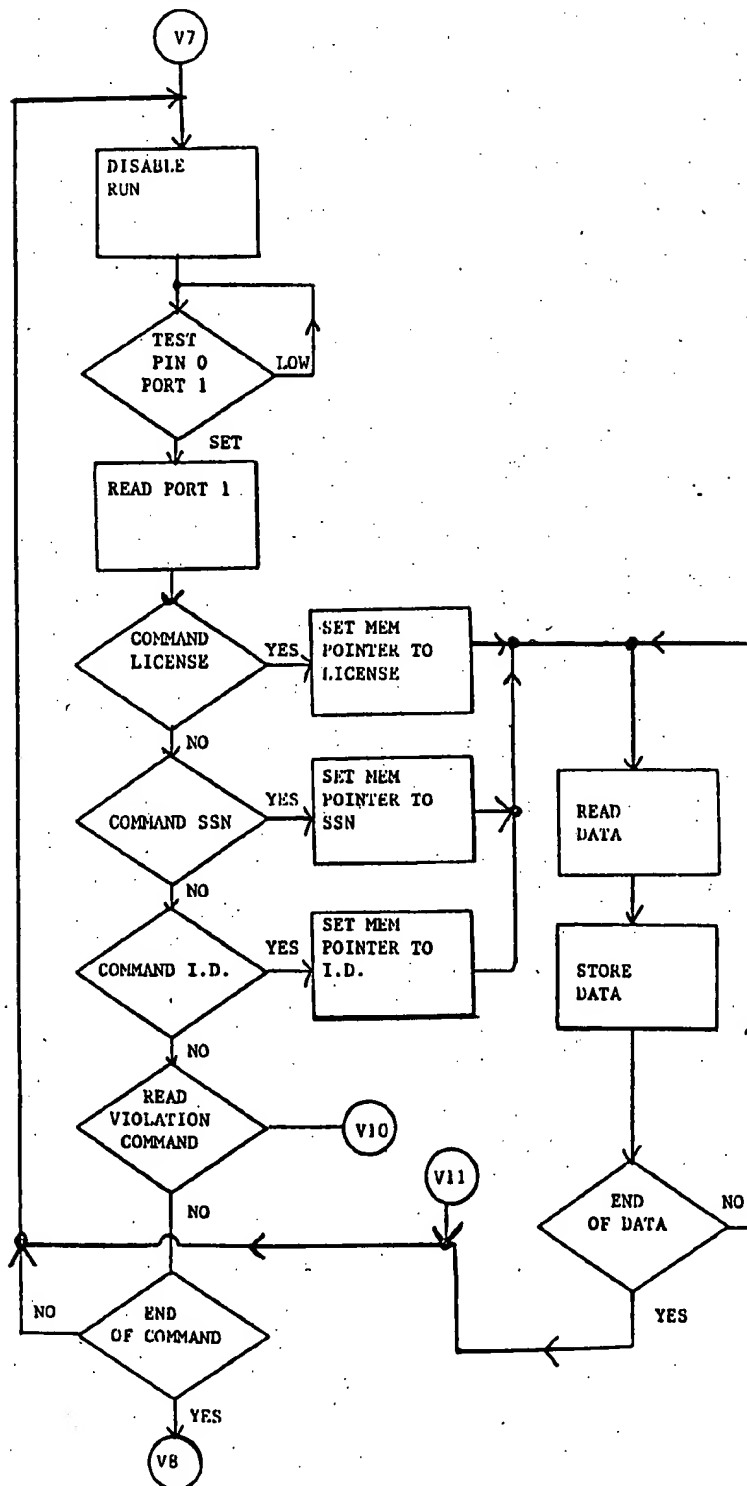 V7
DISABLE
RUN
TEST
PIN 0
PORT 1
LOW
SET
READ PORT 1
COMMAND
LICENSE
YES
SET MEM
POINTER TO
LICENSE
NO
COMMAND SSN
YES
SET MEM
POINTER TO
SSN
READ
DATA
NO
COMMAND I.D.
YES
SET MEM
POINTER TO
I.D.
STORE
DATA
NO
READ
VIOLATION
COMMAND
V10
V11
END
OF DATA
NO
NO
YES
END
OF COMMAND
NO
YES
V8